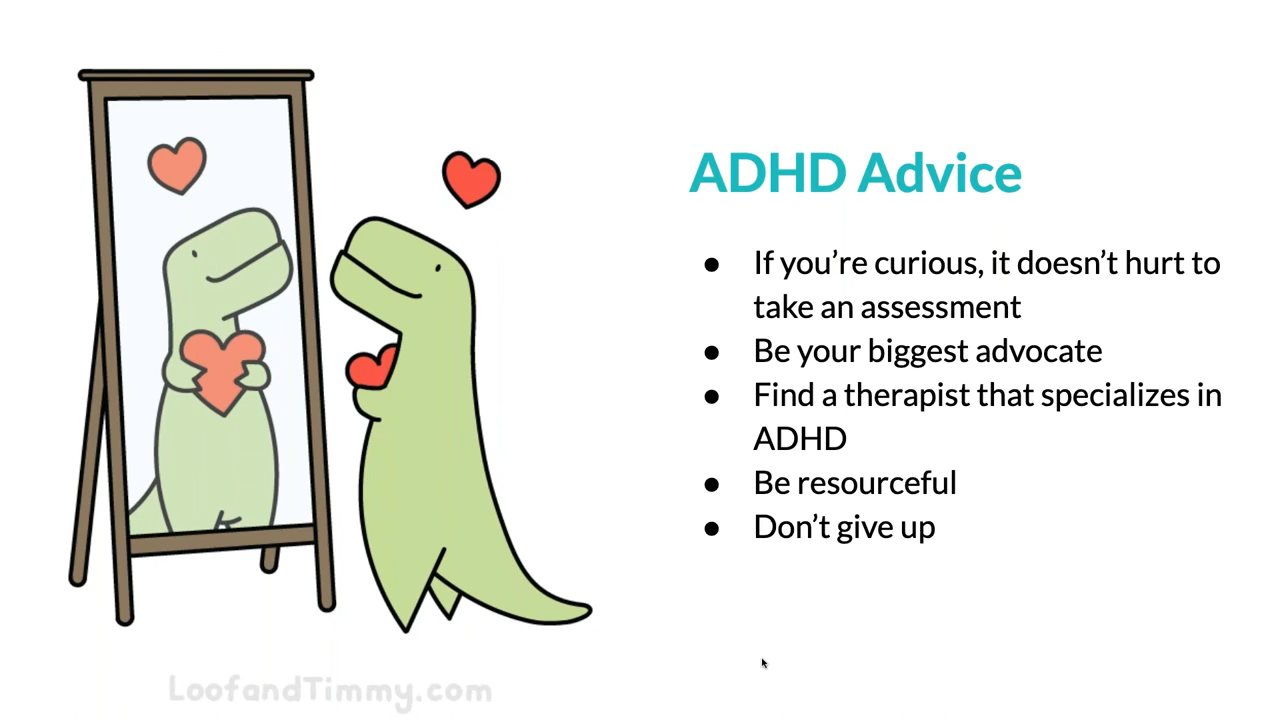 ADHD Advice
● If you’re curious, it doesn’t hurt to
take an assessment
● Be your biggest advocate
● Find a therapist that specializes in
ADHD
● Be resourceful
● Don’t give up
LoofandTimmy.com